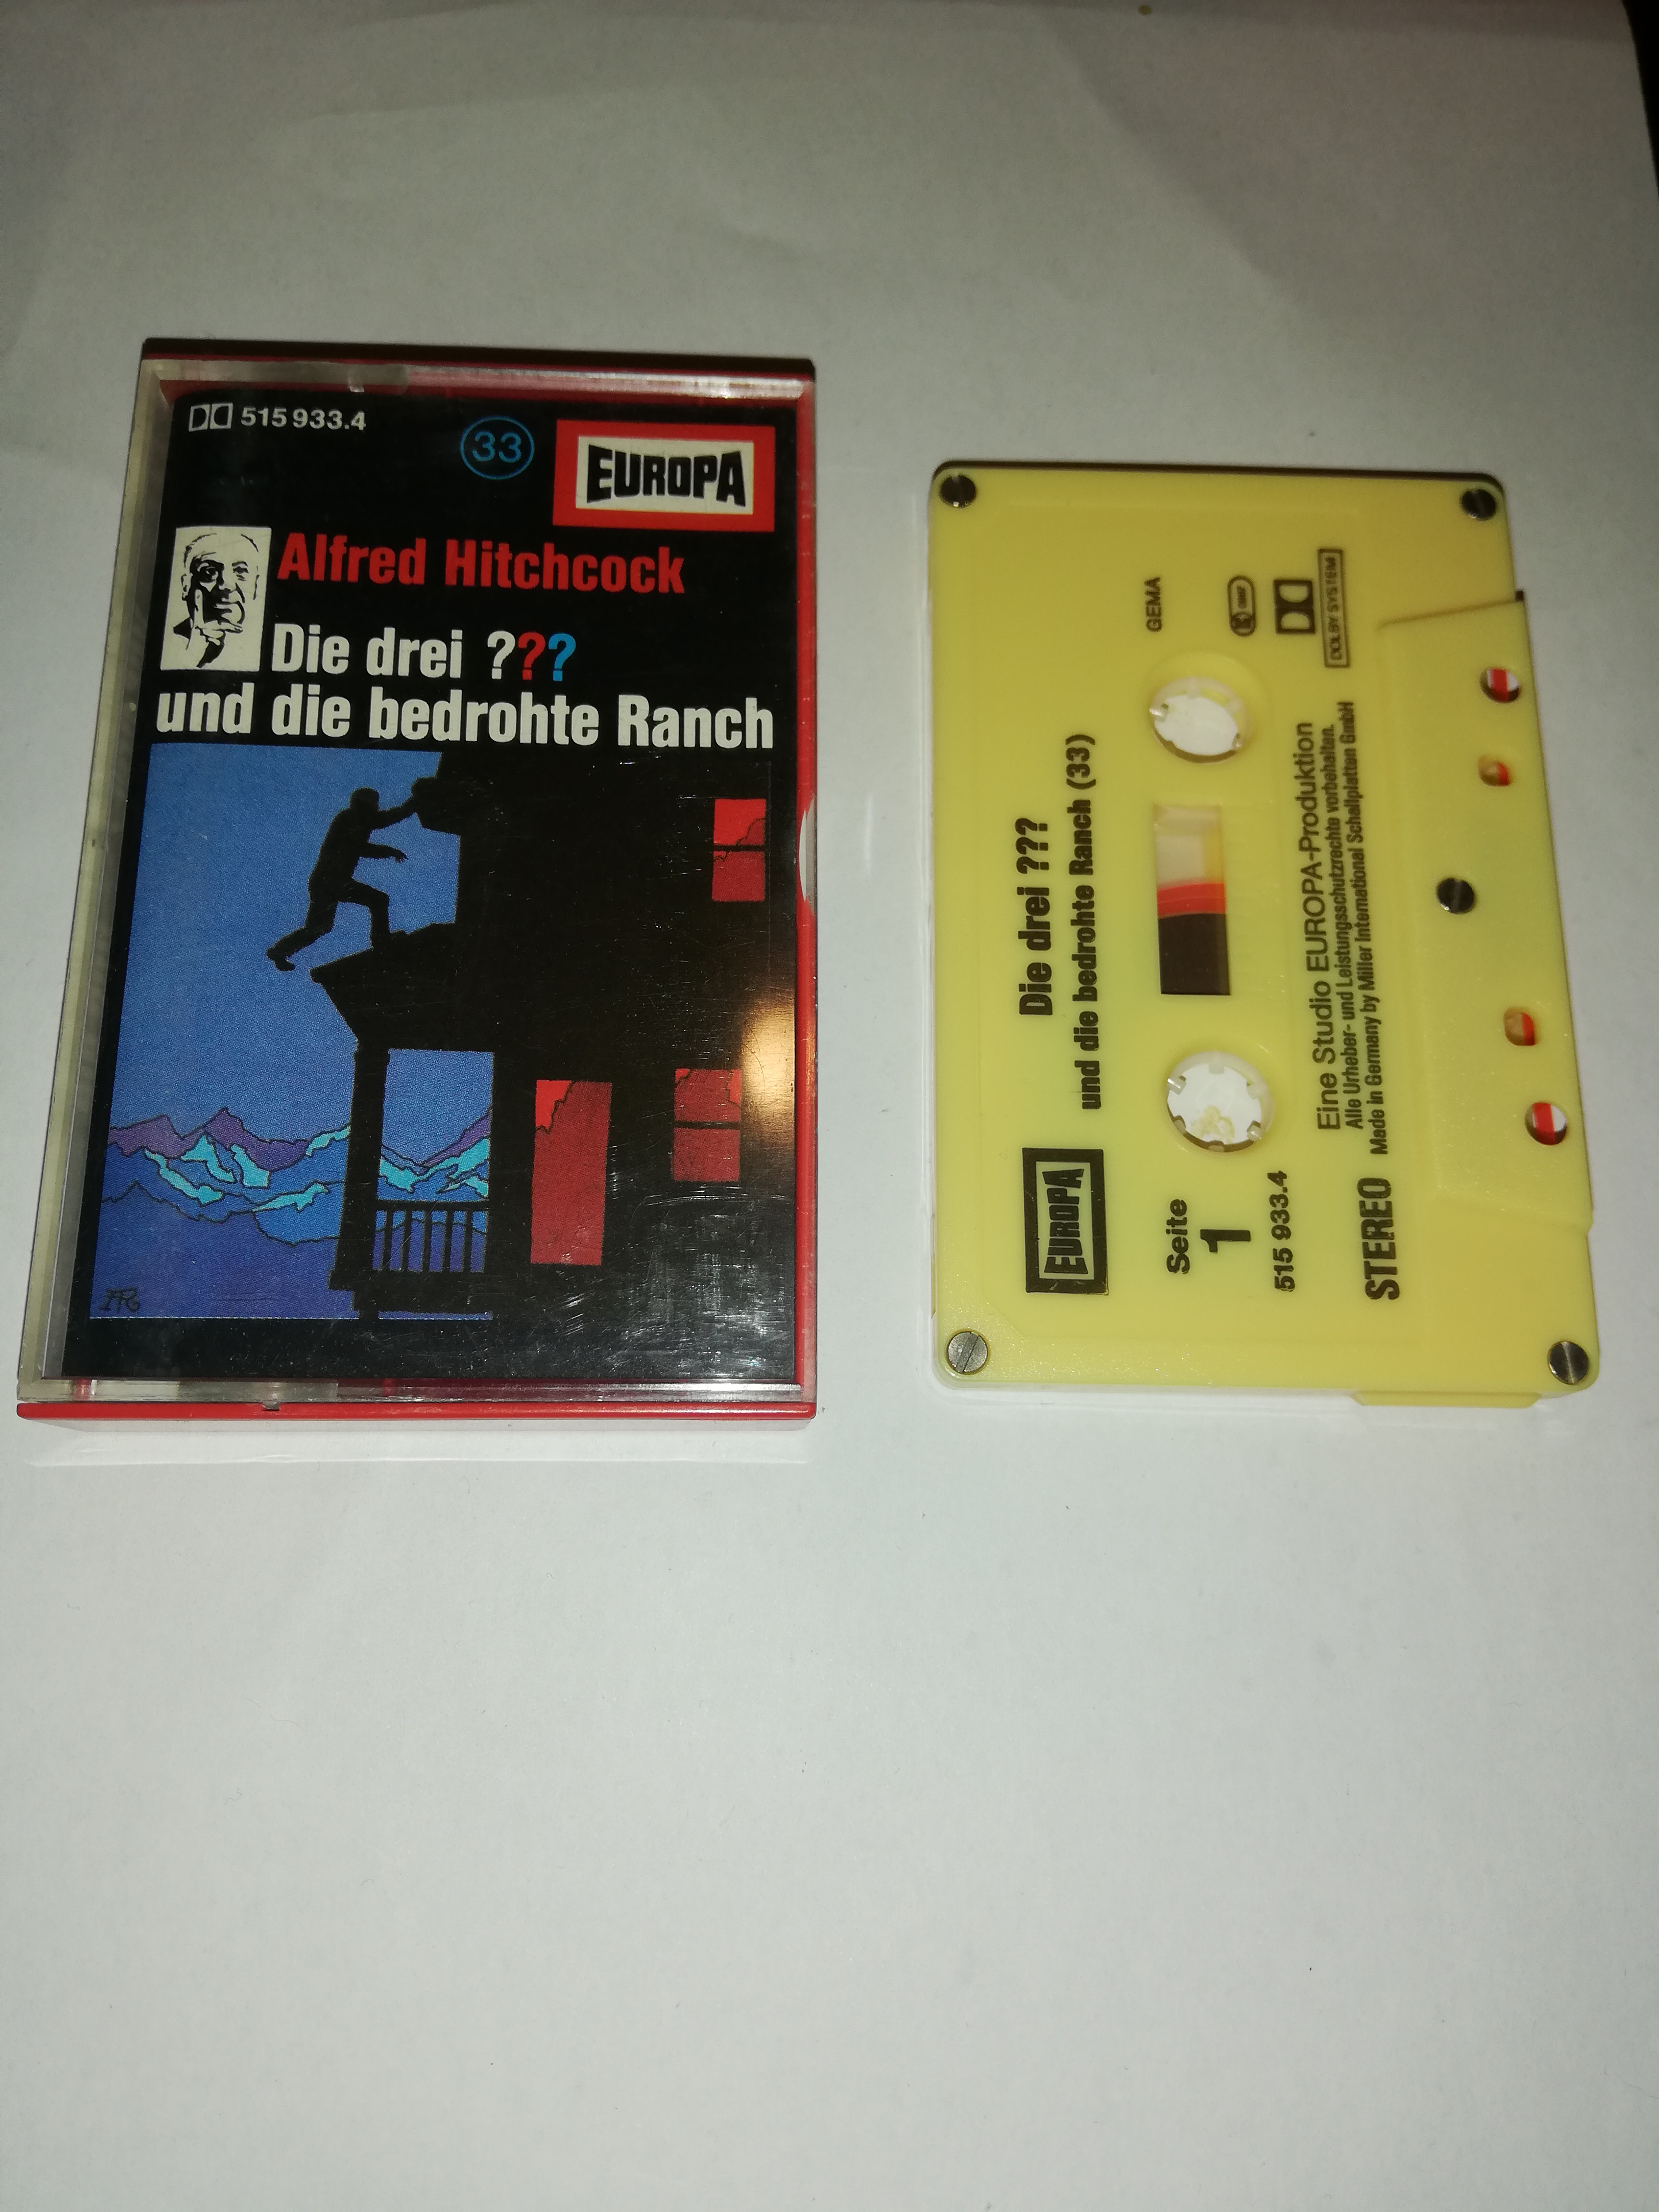 515 933.4
33
EUROPA
Alfred Hitchcock
Die drei ???
und die bedrohte Ranch
Die drei ???
und die bedrohte Ranch (33)
EUROPA
Seite
1
515 933.4
GEMA
DOLBY SYSTEM
STEREO
Eine Studio EUROPA-Produktion
Alle Urheber- und Leistungsschutzrechte vorbehalten.
Made in Germany by Miller International Schallplatten GmbH